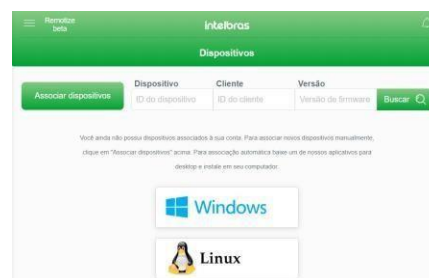 Remotize
beta
intelbras
Dispositivos
Dispositivo
Cliente
Versão
Associar dispositivos
ID do dispositivo
ID do cliente
Versão do firmware
Buscar
Você ainda não possui dispositivos associados à sua conta. Para associar novos dispositivos manualmente,
clique em "Associar dispositivos" acima. Para associação automática baixe um de nossos aplicativos para
desktop e instale em seu computador.
Windows
Linux